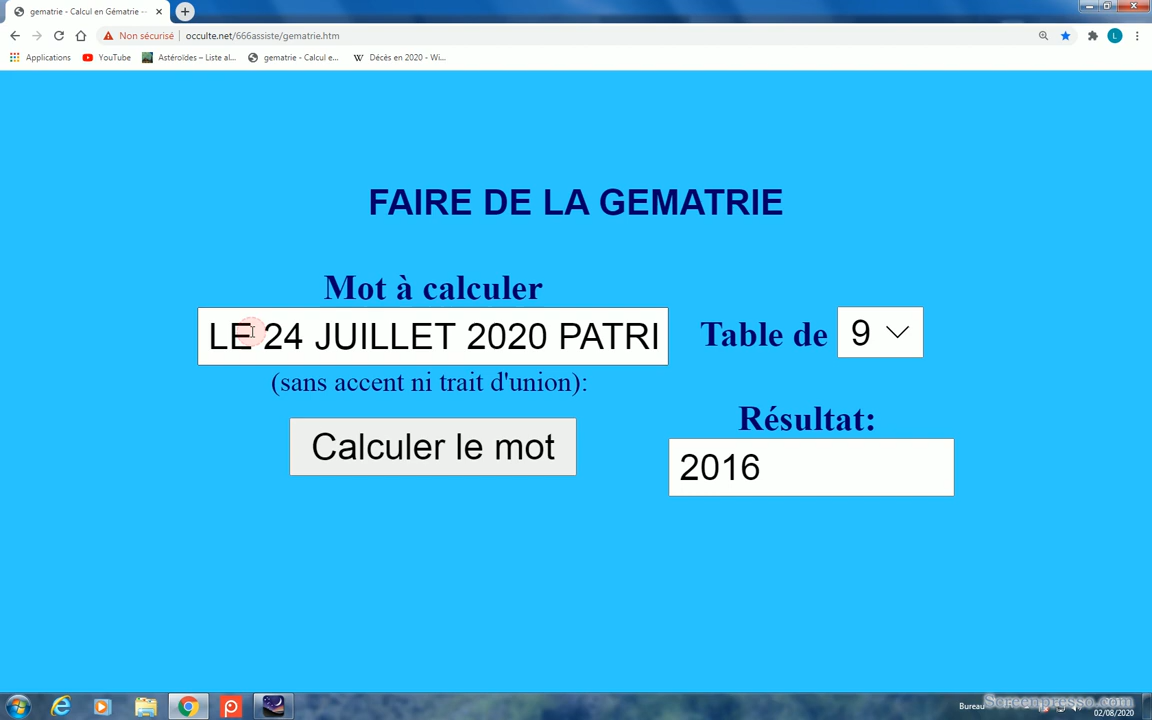 gematrie - Calcul en Gématrie -
Non sécurisé
occulte.net/666assiste/gematrie.htm
L
Applications
YouTube
Astéroïdes – Liste al...
gematrie - Calcul e...
Décès en 2020 - Wi...
FAIRE DE LA GEMATRIE
Mot à calculer
LE 24 JUILLET 2020 PATRI
Table de 9
(sans accent ni trait d'union):
Calculer le mot
Résultat:
2016
Bureau
Screenpresso.com
02/08/2020